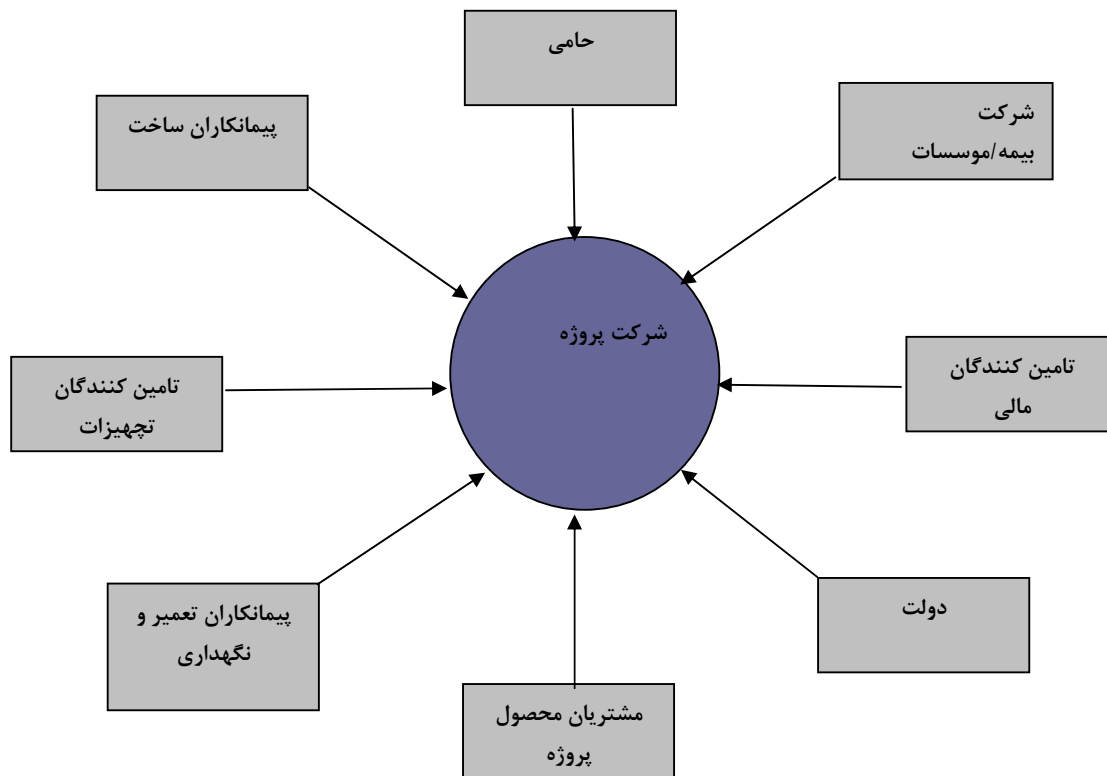 حامی
شرکت
بیمه/موسسات
پیمانکاران ساخت
شرکت پروژه
تامین کنندگان
مالی
تامین کنندگان
تچهیزات
دولت
پیمانکاران تعمیر و
نگهداری
مشتریان محصول
پروژه